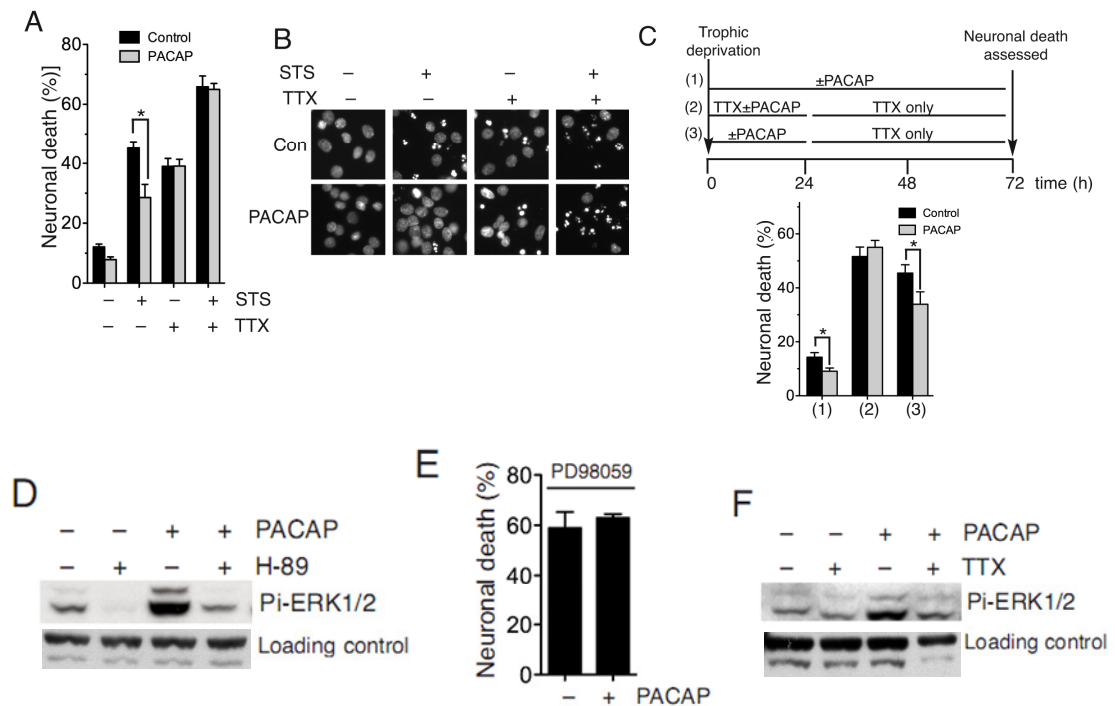 A
Neuronal death (%)]
80
60
40
20
0
Control
PACAP
*
– + – + STS
– – + + TTX
B
STS – + – +
TTX – – + +
Con
PACAP
C
Trophic
deprivation
Neuronal death
assessed
(1) ±PACAP
(2) TTX±PACAP TTX only
(3) ±PACAP TTX only
0 24 48 72 time (h)
Neuronal death (%)
60
40
20
0
Control
PACAP
*
*
(1) (2) (3)
D
– – + + PACAP
– + – + H-89
Pi-ERK1/2
Loading control
E
Neuronal death (%)
80
60
40
20
0
PD98059
– + PACAP
F
– – + + PACAP
– + – + TTX
Pi-ERK1/2
Loading control